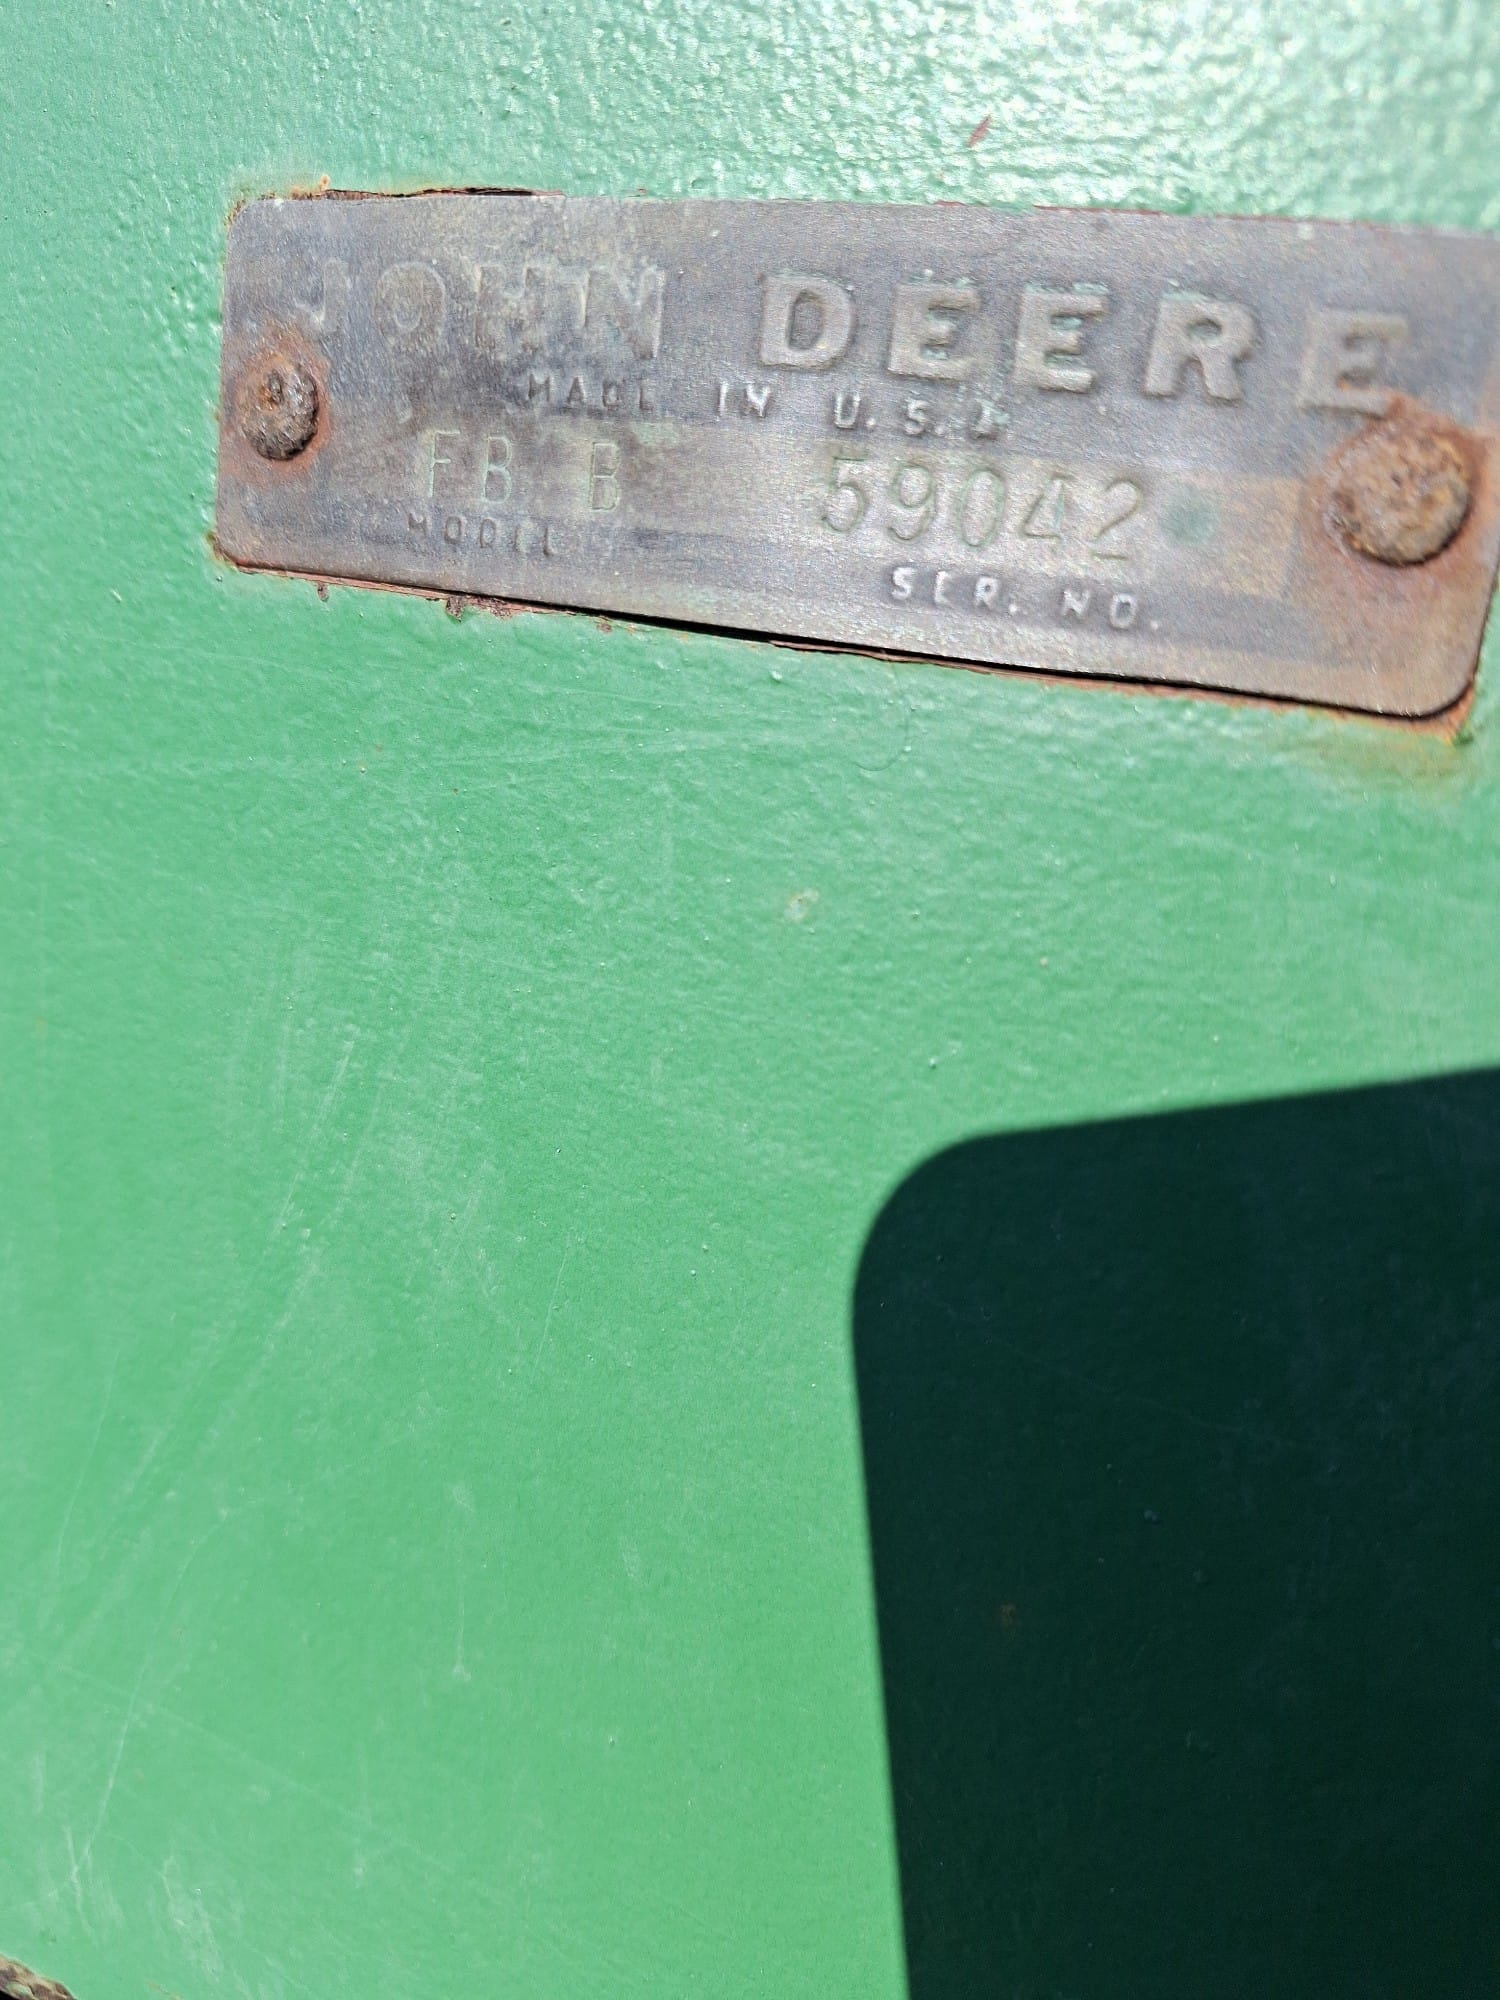 JOHN DEERE
MADE IN U.S.A
FB B 59042
MODEL SER. NO.